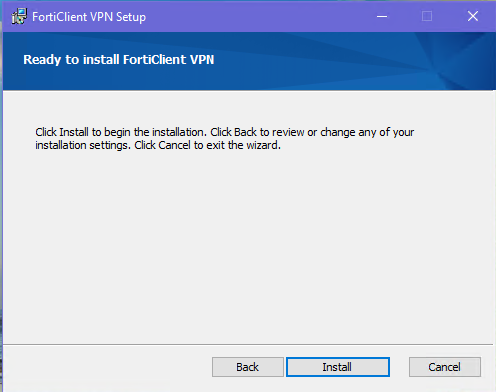 FortiClient VPN Setup
Ready to install FortiClient VPN
Click Install to begin the installation. Click Back to review or change any of your
installation settings. Click Cancel to exit the wizard.
Back
Install
Cancel